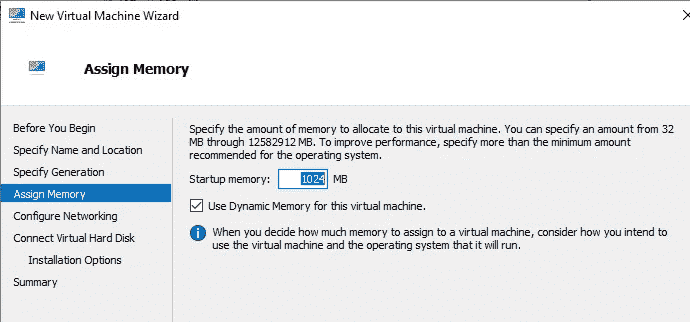 New Virtual Machine Wizard
Assign Memory
Before You Begin
Specify Name and Location
Specify Generation
Assign Memory
Configure Networking
Connect Virtual Hard Disk
Installation Options
Summary
Specify the amount of memory to allocate to this virtual machine. You can specify an amount from 32
MB through 12582912 MB. To improve performance, specify more than the minimum amount
recommended for the operating system.
Startup memory: 1024 MB
Use Dynamic Memory for this virtual machine.
When you decide how much memory to assign to a virtual machine, consider how you intend to
use the virtual machine and the operating system that it will run.